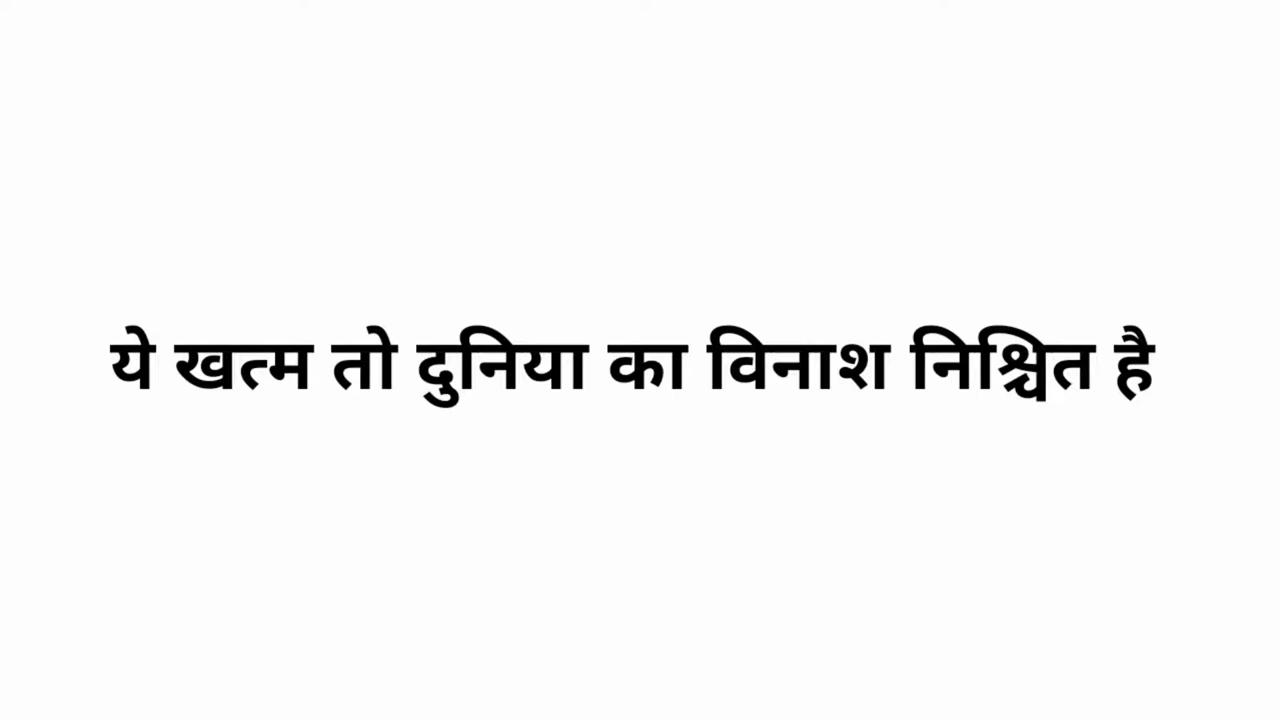 ये खत्म तो दुनिया का विनाश निश्चित है